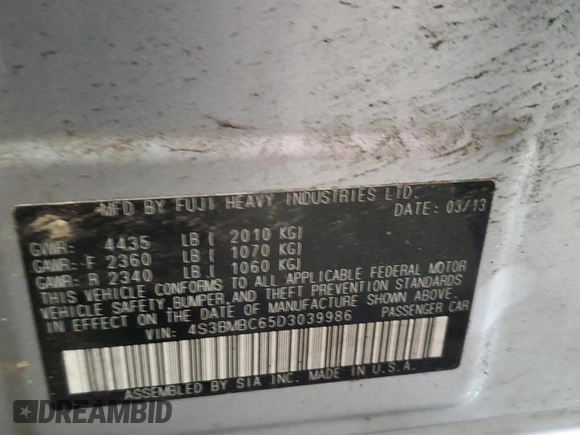 MFD BY FUJI HEAVY INDUSTRIES LTD.
DATE: 03/13
GVWR: 4435 LB ( 2010 KG)
GAWR: F 2360 LB ( 1070 KG)
GAWR: R 2340 LB ( 1060 KG)
THIS VEHICLE CONFORMS TO ALL APPLICABLE FEDERAL MOTOR
VEHICLE SAFETY, BUMPER, AND THEFT PREVENTION STANDARDS
IN EFFECT ON THE DATE OF MANUFACTURE SHOWN ABOVE.
VIN: 4S3BMBC65D3039986 PASSENGER CAR
ASSEMBLED BY SIA INC. MADE IN U.S.A.
DREAMBID